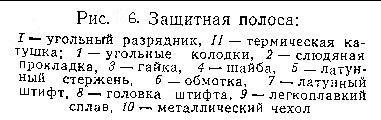 Рис. 6. Защитная полоса:
I — угольный разрядник, II — термическая ка-
тушка; 1 — угольные колодки, 2 — слюдяная
прокладка, 3 — гайка, 4 — шайба, 5 — латун-
ный стержень, 6 — обмотка, 7 — латунный
штифт, 8 — головка штифта, 9 — легкоплавкий
сплав, 10 — металлический чехол